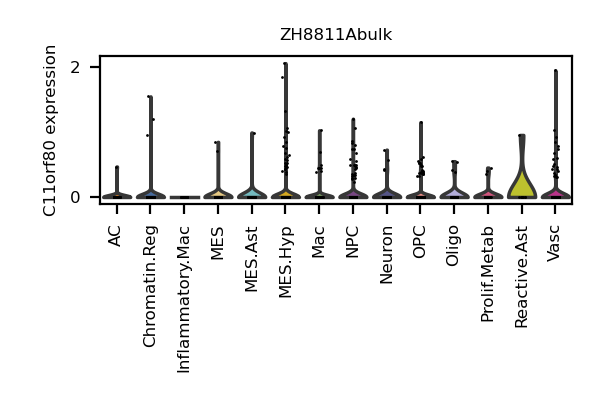 ZH8811Abulk
C11orf80 expression
2
0
AC
Chromatin.Reg
Inflammatory.Mac
MES
MES.Ast
MES.Hyp
Mac
NPC
Neuron
OPC
Oligo
Prolif.Metab
Reactive.Ast
Vasc